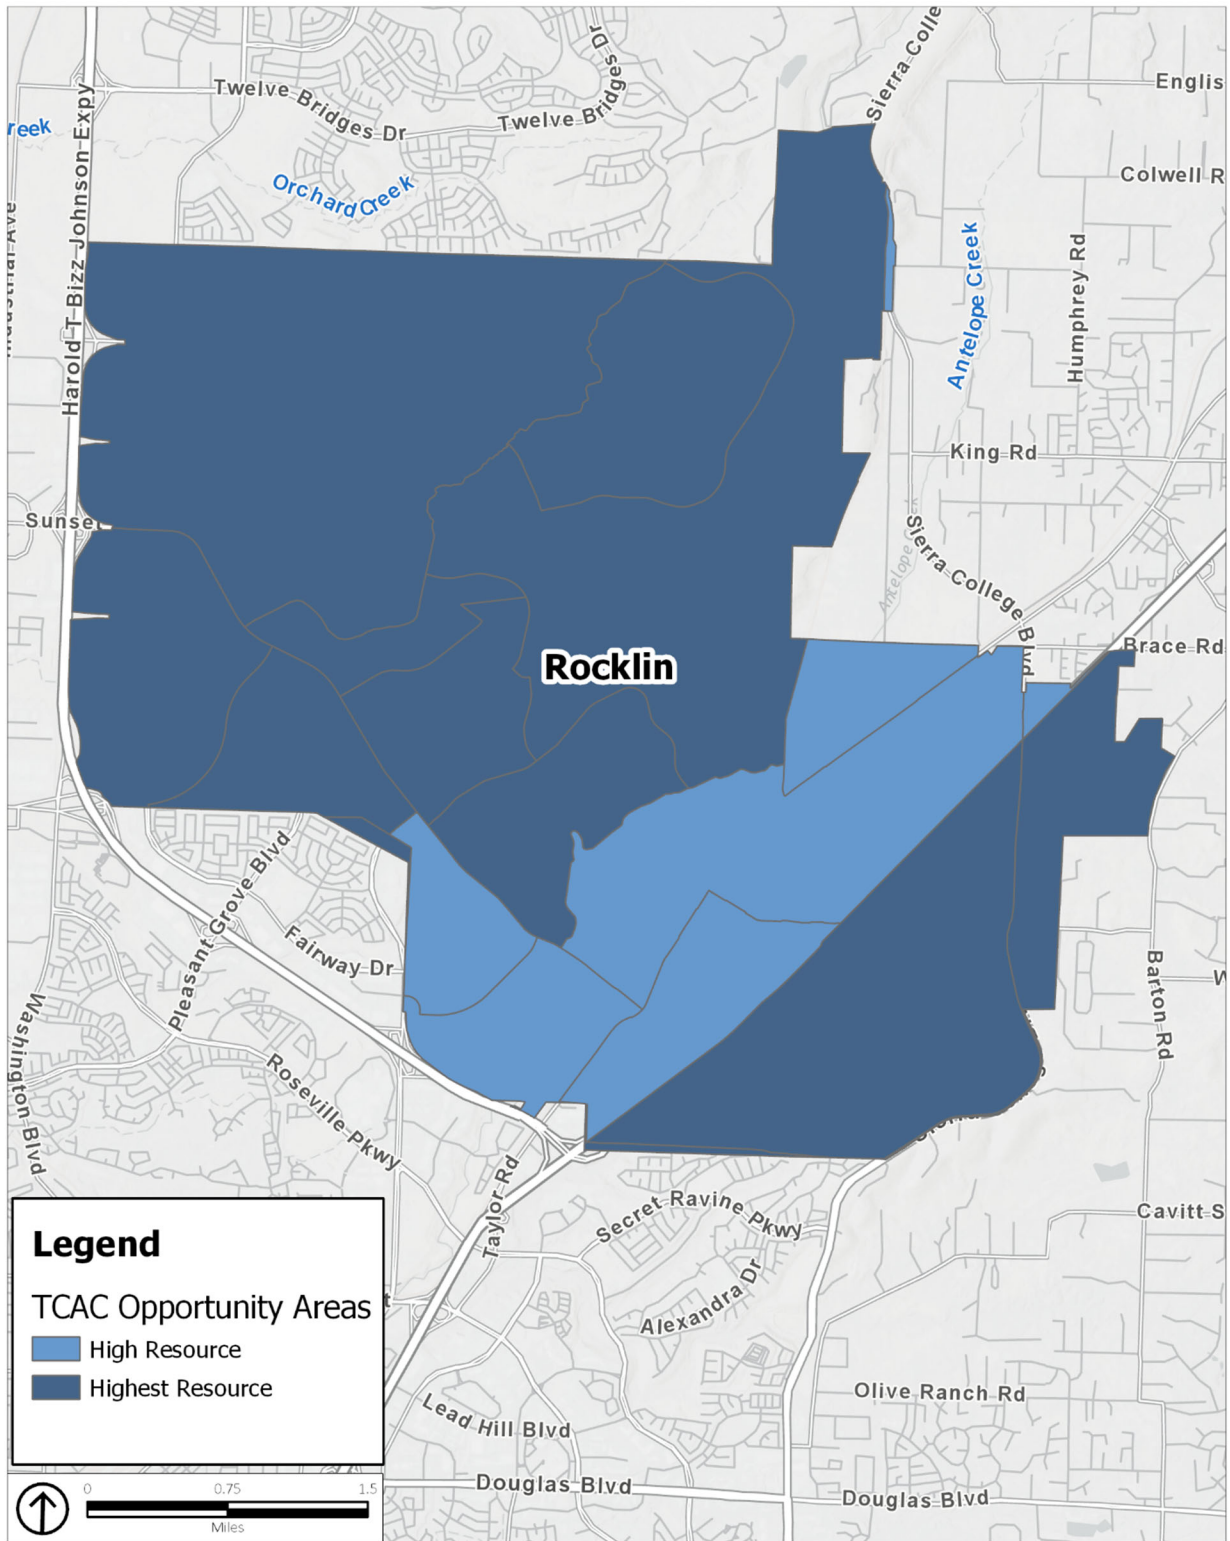 Sierra Colle
Twelve Bridges Dr
Twelve Bridges Dr
Englis
reek
Orchard Creek
Colwell R
Harold T Bizz Johnson Expy
Antelope Creek
Humphrey Rd
King Rd
Sunset
Antelope C
Sierra College Blvd
Brace Rd
Rocklin
Pleasant Grove Blvd
Fairway Dr
Barton Rd
W
Washington Blvd
Roseville Pkwy
Taylor Rd
Secret Ravine Pkwy
Cavitt S
Alexandra Dr
Legend
TCAC Opportunity Areas
t
High Resource
Highest Resource
Olive Ranch Rd
Lead Hill Blvd
Douglas Blvd
Douglas Blvd
0 0.75 1.5
Miles